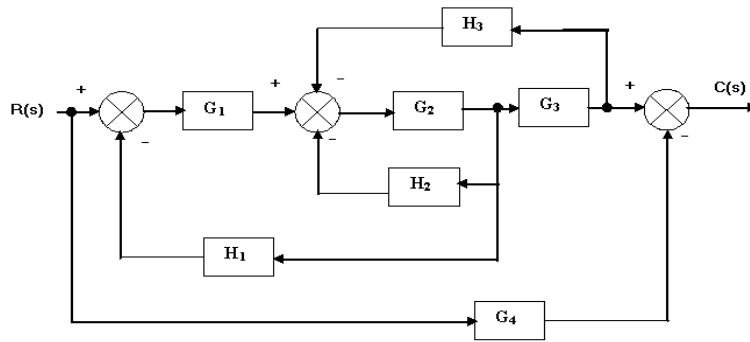 H₃
+
−
+
+
C(s)
R(s)
G₁
G₂
G₃
−
−
−
H₂
H₁
G₄